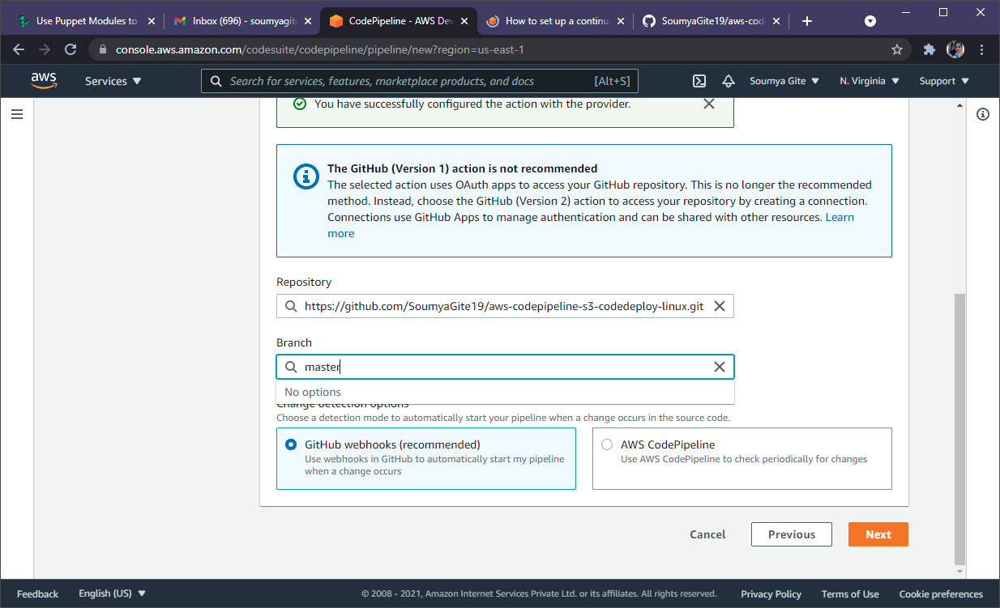 Use Puppet Modules to
Inbox (696) - soumyagit
CodePipeline - AWS Dev
How to set up a continu
SoumyaGite19/aws-code
console.aws.amazon.com/codesuite/codepipeline/pipeline/new?region=us-east-1
aws
Services
Search for services, features, marketplace products, and docs
[Alt+S]
Soumya Gite
N. Virginia
Support
You have successfully configured the action with the provider.
The GitHub (Version 1) action is not recommended
The selected action uses OAuth apps to access your GitHub repository. This is no longer the recommended
method. Instead, choose the GitHub (Version 2) action to access your repository by creating a connection.
Connections use GitHub Apps to manage authentication and can be shared with other resources. Learn
more
Repository
https://github.com/SoumyaGite19/aws-codepipeline-s3-codedeploy-linux.git
Branch
master
No options
Change detection options
Choose a detection mode to automatically start your pipeline when a change occurs in the source code.
GitHub webhooks (recommended)
Use webhooks in GitHub to automatically start my pipeline
when a change occurs
AWS CodePipeline
Use AWS CodePipeline to check periodically for changes
Cancel
Previous
Next
Feedback
English (US)
© 2008 - 2021, Amazon Internet Services Private Ltd. or its affiliates. All rights reserved.
Privacy Policy
Terms of Use
Cookie preferences